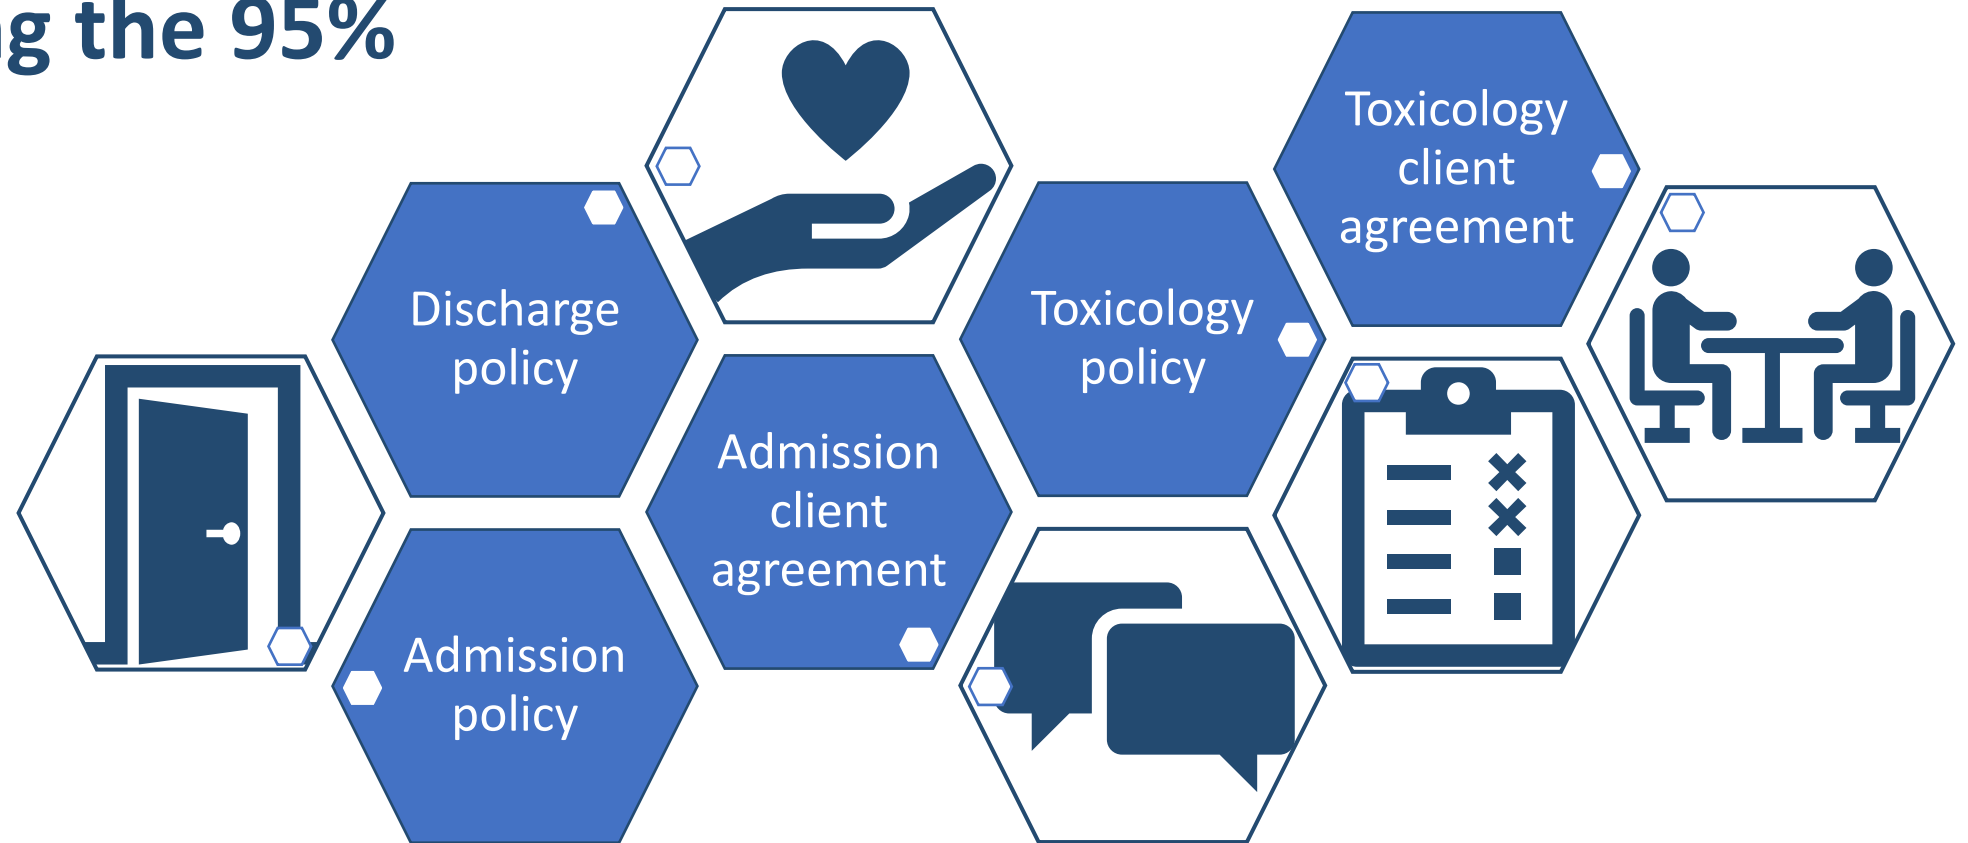 the 95%
Discharge
policy
Admission
policy
Admission
client
agreement
Toxicology
policy
Toxicology
client
agreement